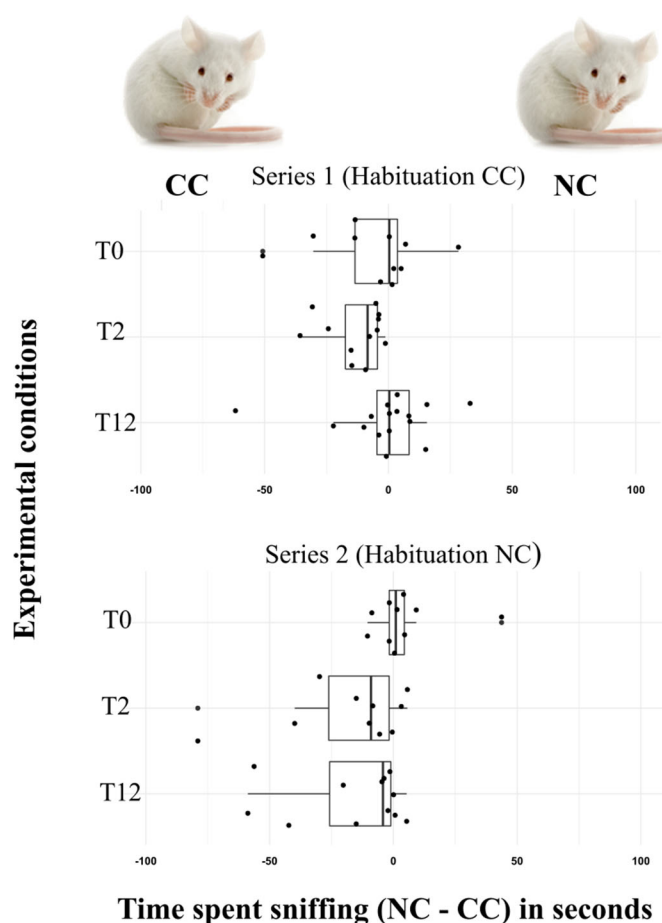 CC
NC
Series 1 (Habituation CC)
T0
T2
T12
-100 -50 0 50 100
Series 2 (Habituation NC)
T0
T2
T12
-100 -50 0 50 100
Experimental conditions
Time spent sniffing (NC - CC) in seconds